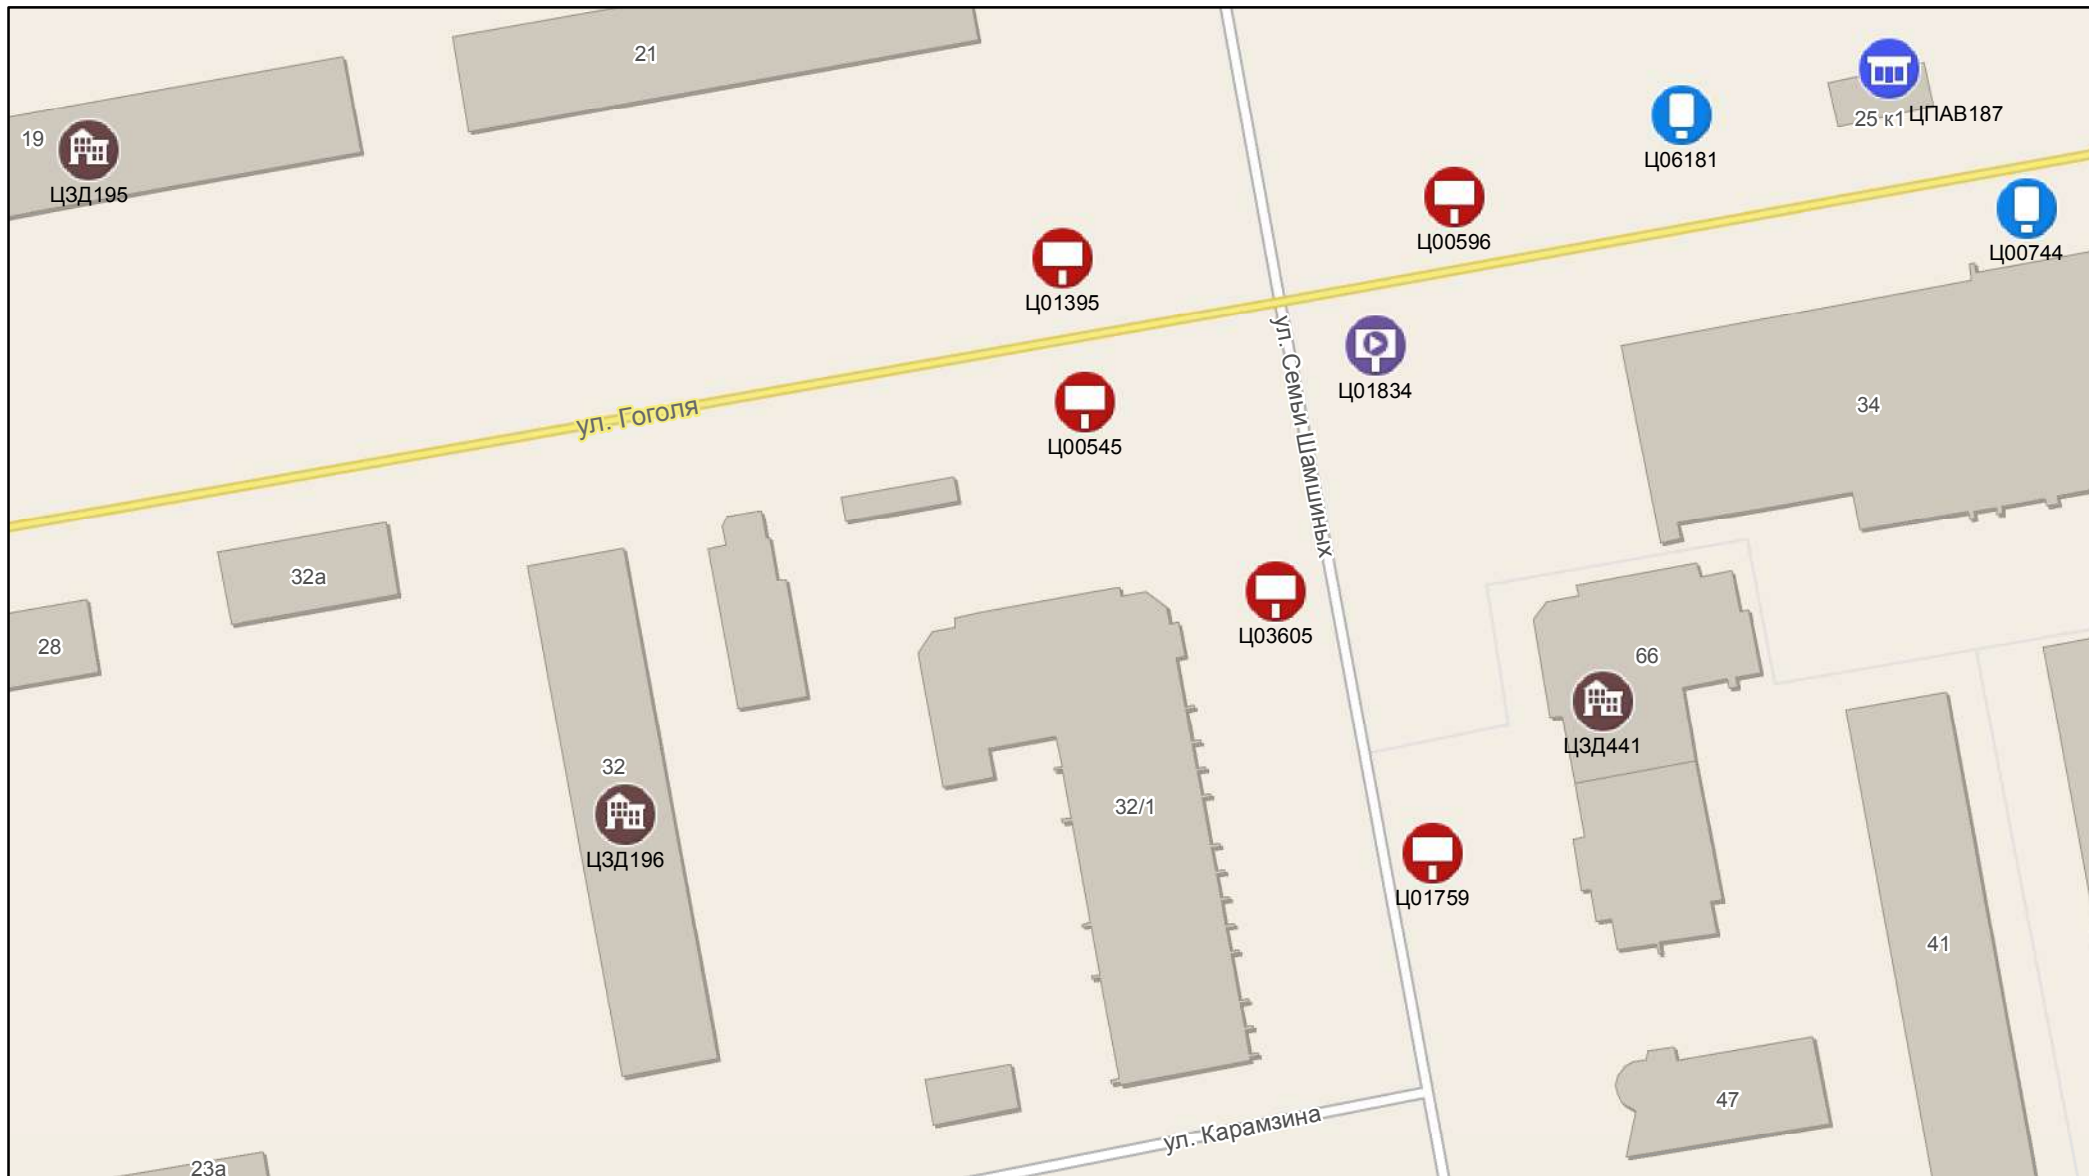 21
19
ЦЗД195
25 к1
ЦПАВ187
Ц06181
Ц00596
Ц00744
Ц01395
ул. Семьи Шамшиных
Ц01834
34
ул. Гоголя
Ц00545
32а
28
Ц03605
66
ЦЗД441
32
ЦЗД196
32/1
Ц01759
41
47
ул. Карамзина
23а